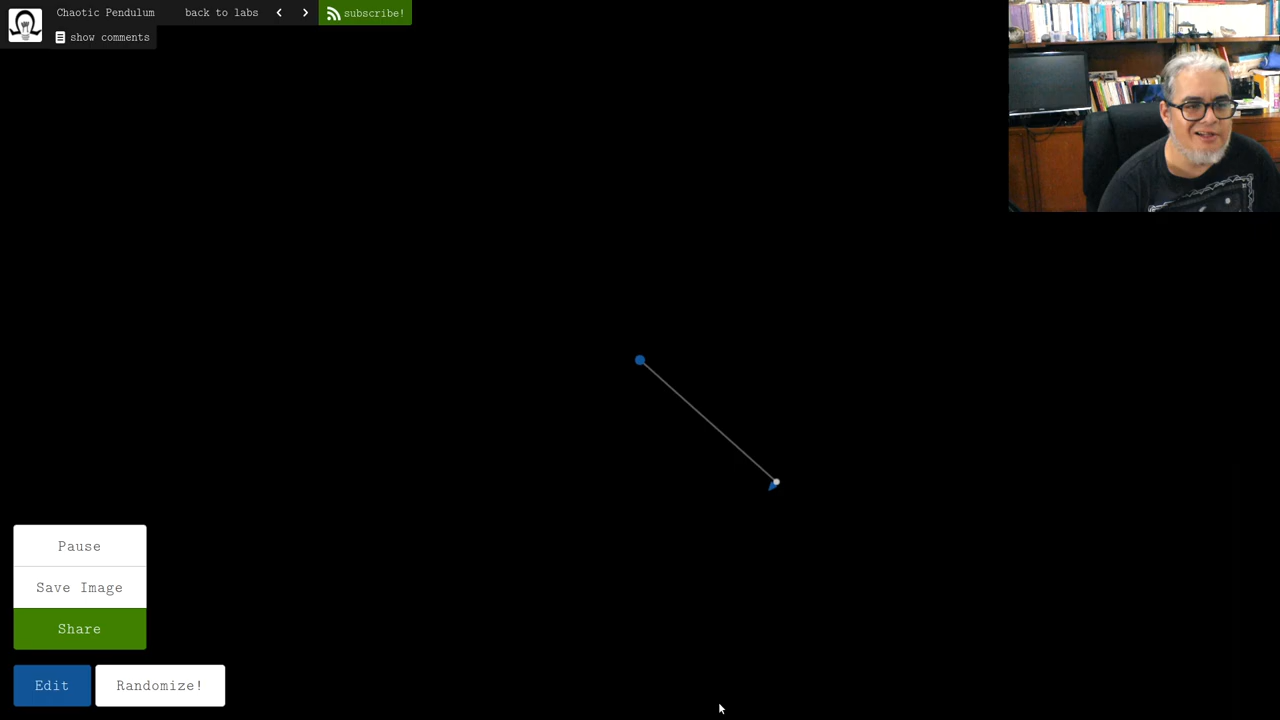 Chaotic Pendulum back to labs < > subscribe!
show comments
Pause
Save Image
Share
Edit Randomize!